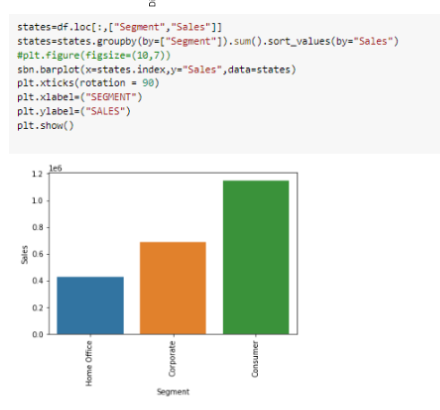 Di
states=df.loc[:,["Segment","Sales"]]
states=states.groupby(by=["Segment"]).sum().sort_values(by="Sales")
#plt.figure(figsize=(10,7))
sbn.barplot(x=states.index,y="Sales",data=states)
plt.xticks(rotation = 90)
plt.xlabel=("SEGMENT")
plt.ylabel=("SALES")
plt.show()
1e6
1.2
1.0
0.8
0.6
0.4
0.2
0.0
Sales
Home Office
Corporate
Consumer
Segment